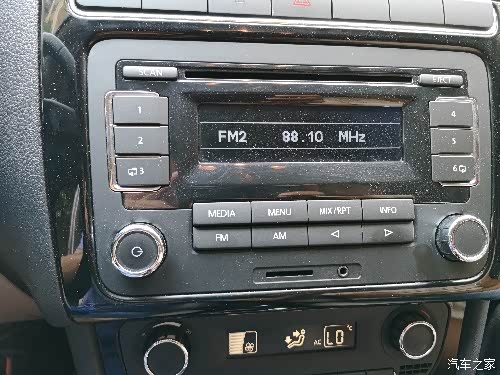 SCAN
EJECT
1
2
3
FM2 88.10 MHz
4
5
6
MEDIA MENU MIX/RPT INFO
FM AM
AC LO °C
汽车之家